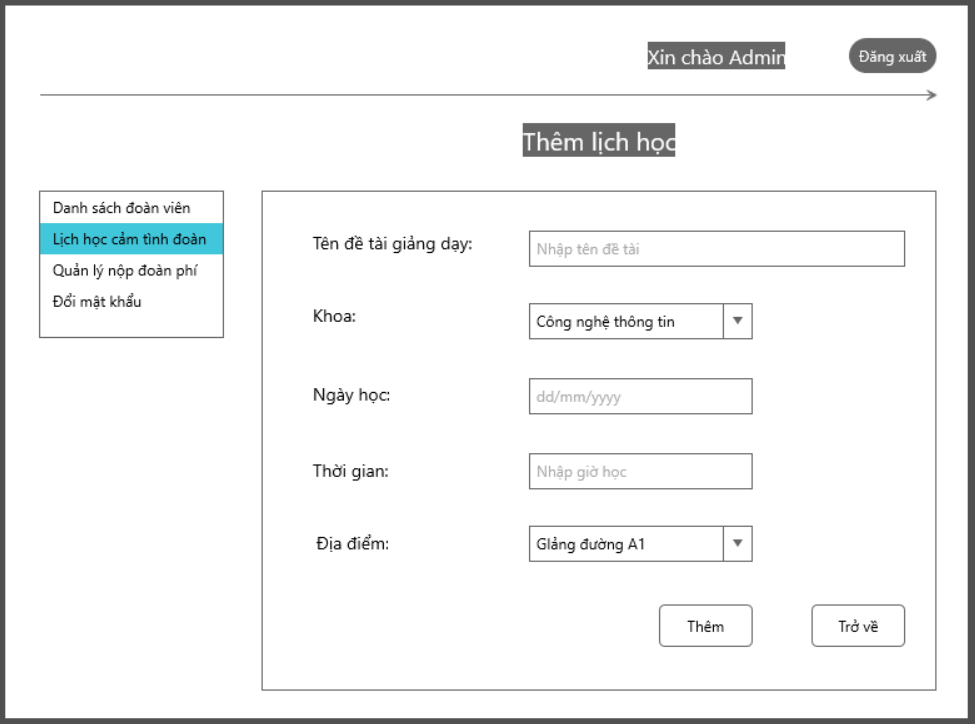 Xin chào Admin
Đăng xuất
Thêm lịch học
Danh sách đoàn viên
Lịch học cảm tình đoàn
Quản lý nộp đoàn phí
Đổi mật khẩu
Tên đề tài giảng dạy:
Nhập tên đề tài
Khoa:
Công nghệ thông tin
Ngày học:
dd/mm/yyyy
Thời gian:
Nhập giờ học
Địa điểm:
Glảng đường A1
Thêm
Trở về